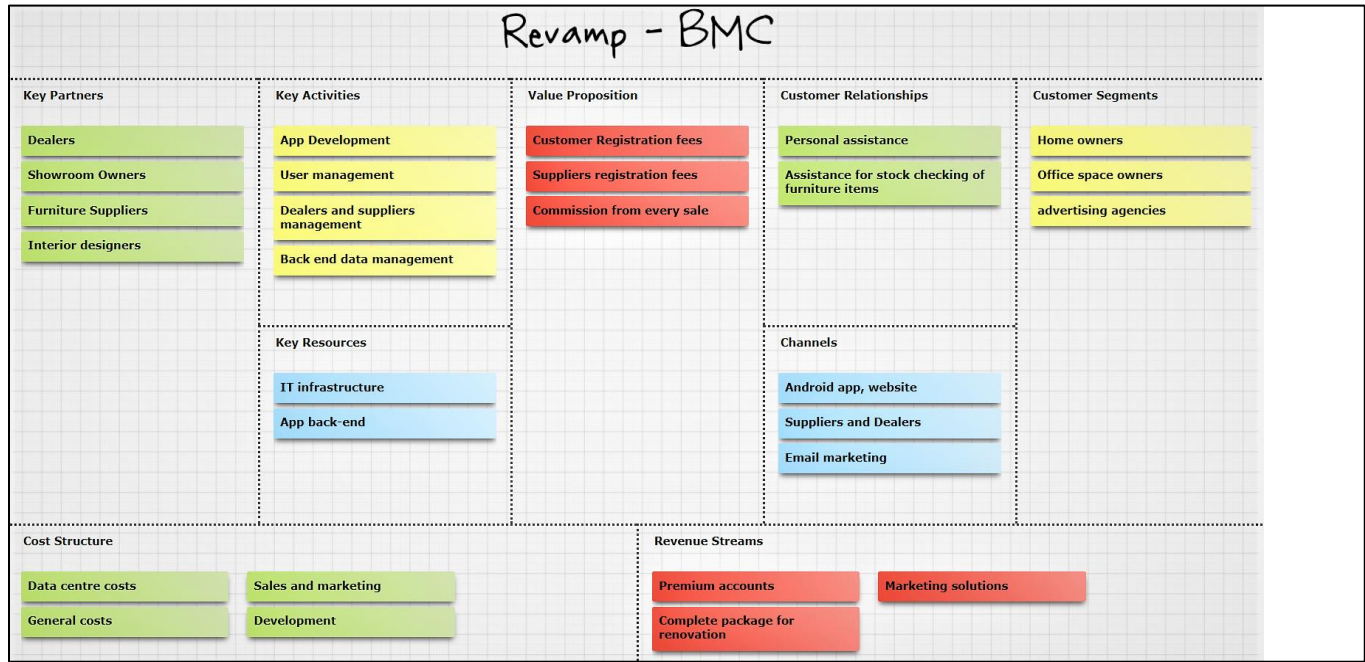 Revamp - BMC
Key Partners
Dealers
Showroom Owners
Furniture Suppliers
Interior designers
Key Activities
App Development
User management
Dealers and suppliers
management
Back end data management
Key Resources
IT infrastructure
App back-end
Value Proposition
Customer Registration fees
Suppliers registration fees
Commission from every sale
Customer Relationships
Personal assistance
Assistance for stock checking of
furniture items
Channels
Android app, website
Suppliers and Dealers
Email marketing
Customer Segments
Home owners
Office space owners
advertising agencies
Cost Structure
Data centre costs
Sales and marketing
General costs
Development
Revenue Streams
Premium accounts
Marketing solutions
Complete package for
renovation